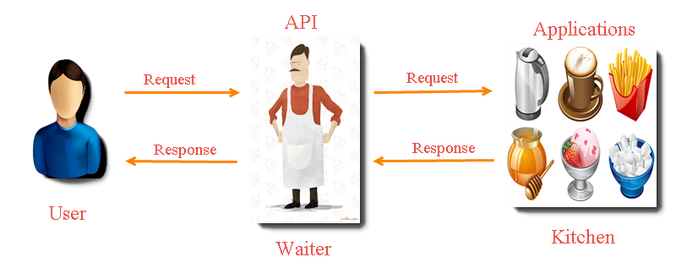 API
Applications
Request
Request
Response
Response
User
Waiter
Kitchen